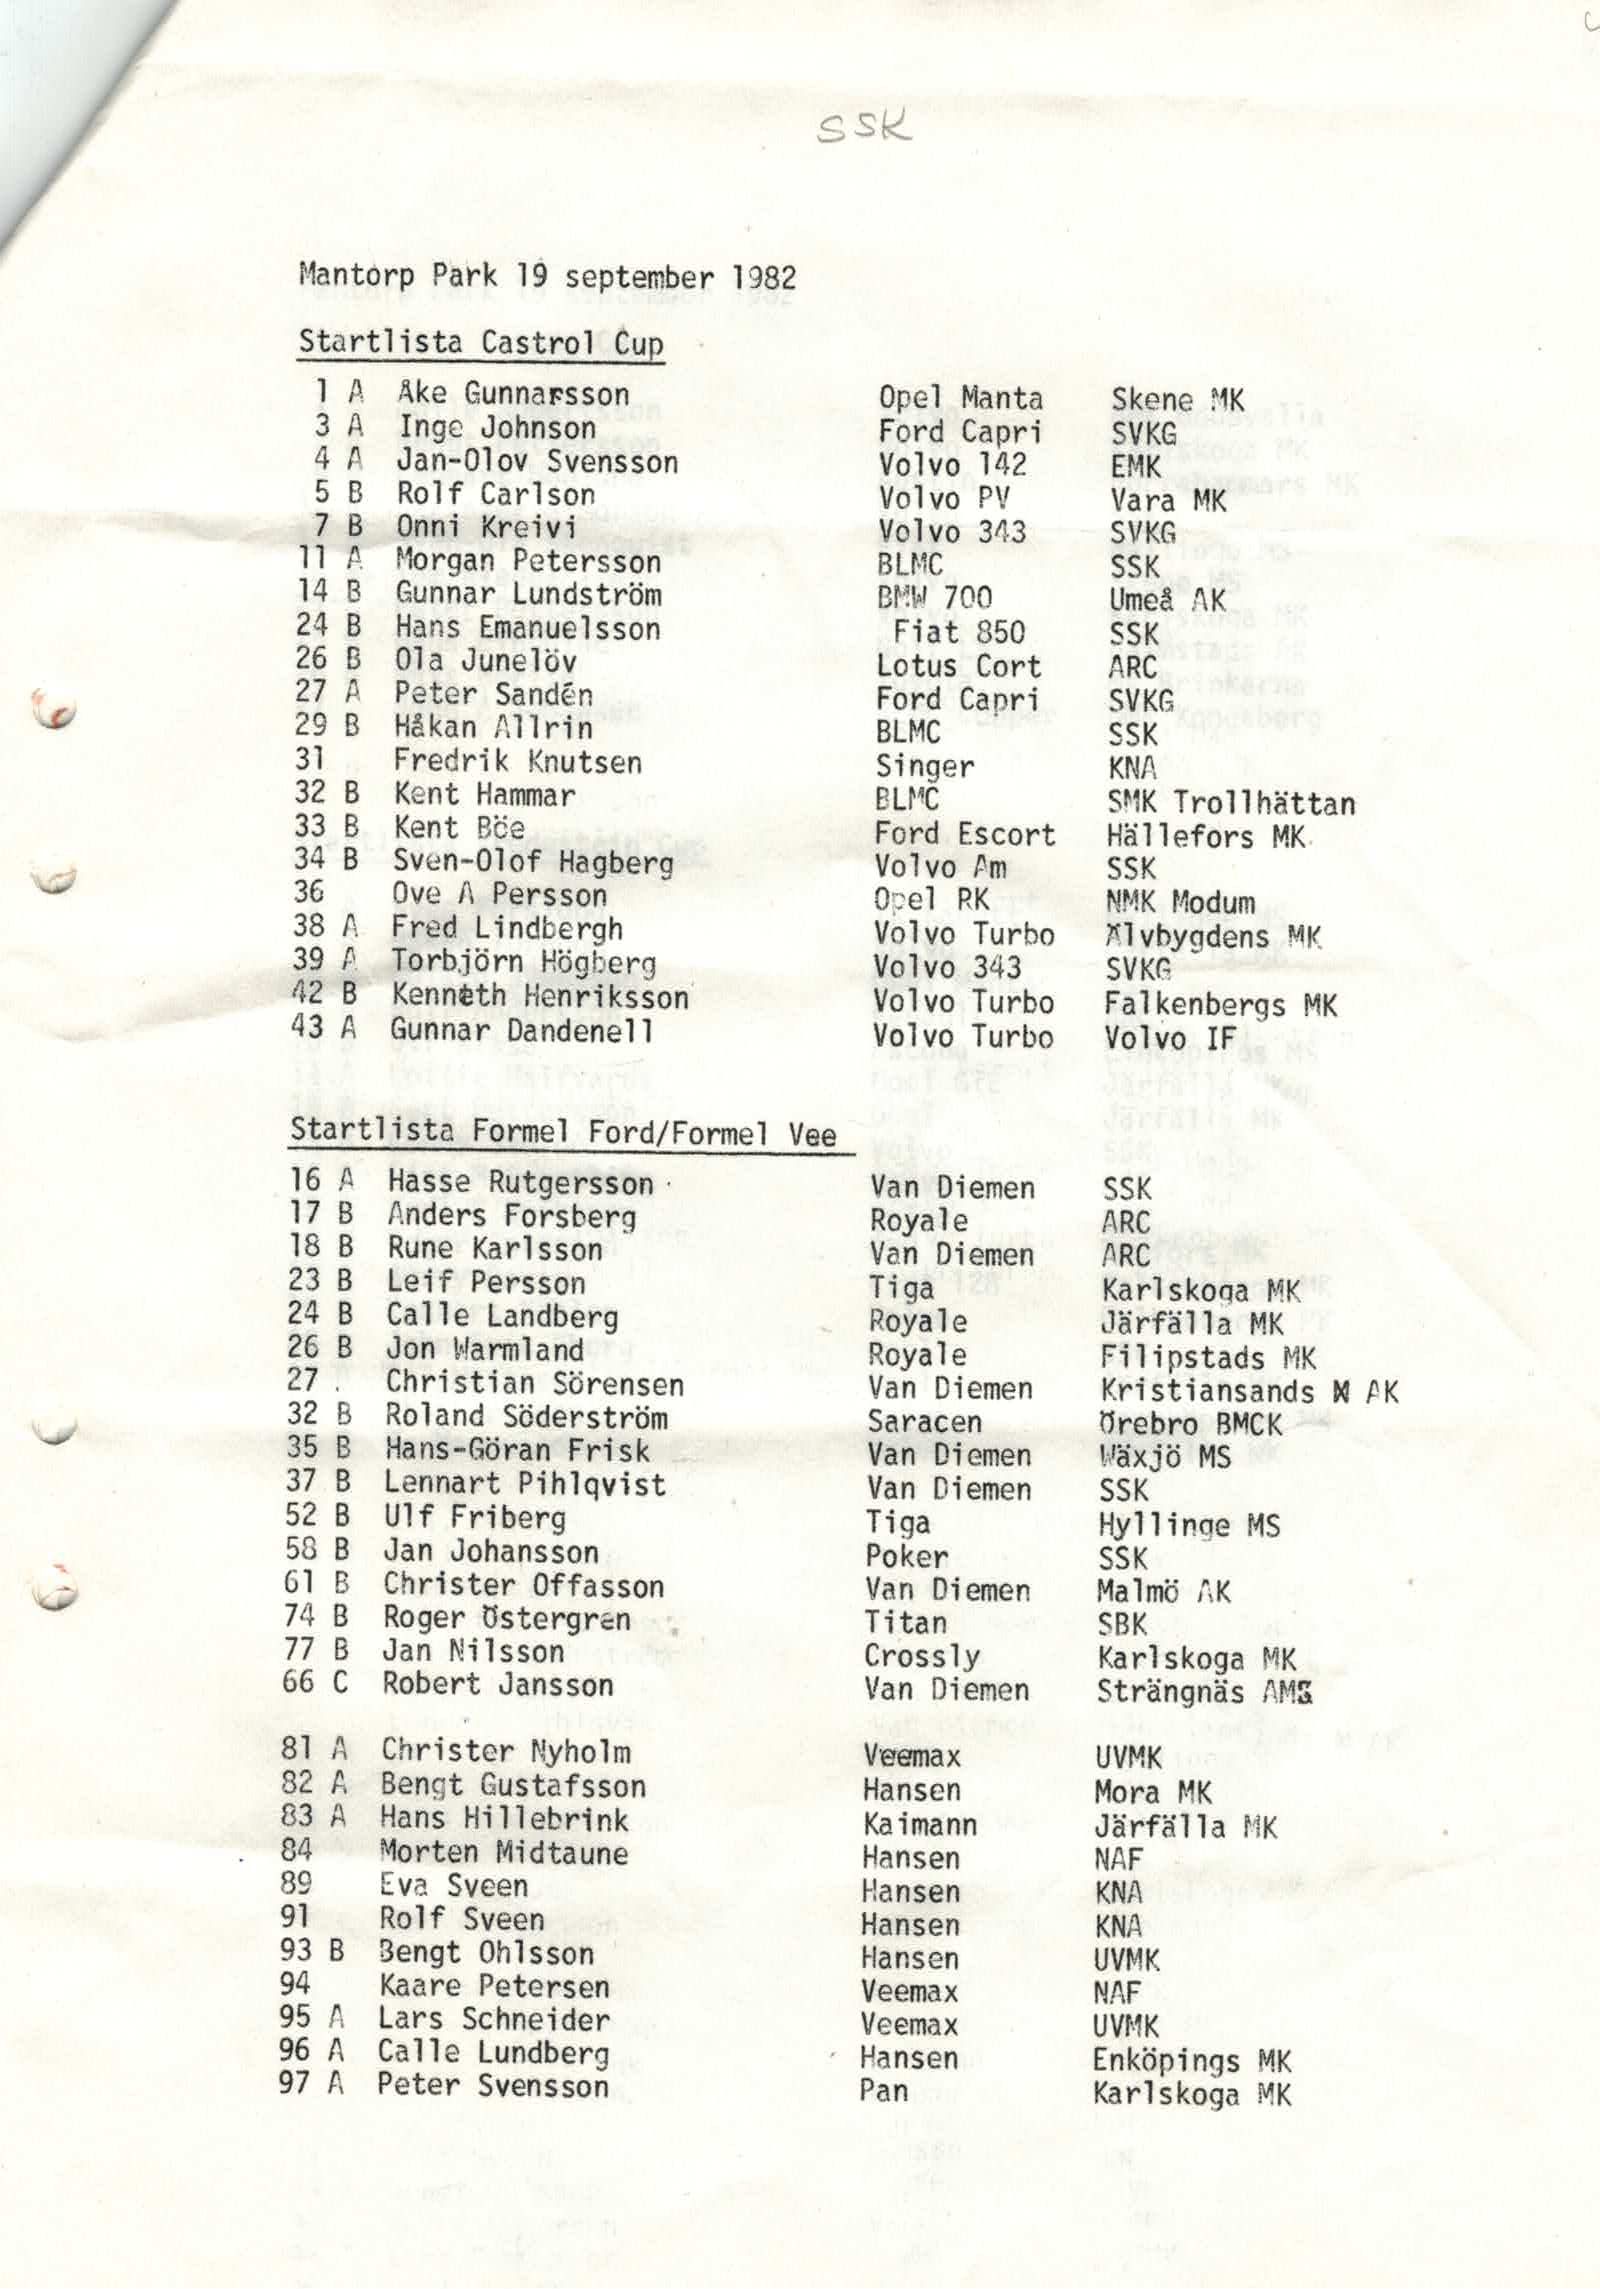 SSK
Mantorp Park 19 september 1982
Startlista Castrol Cup
1 A Åke Gunnarsson Opel Manta Skene MK
3 A Inge Johnson Ford Capri SVKG
4 A Jan-Olov Svensson Volvo 142 EMK
5 B Rolf Carlson Volvo PV Vara MK
7 B Onni Kreivi Volvo 343 SVKG
11 A Morgan Petersson BLMC SSK
14 B Gunnar Lundström BMW 700 Umeå AK
24 B Hans Emanuelsson Fiat 850 SSK
26 B Ola Junelöv Lotus Cort ARC
27 A Peter Sandén Ford Capri SVKG
29 B Håkan Allrin BLMC SSK
31 Fredrik Knutsen Singer KNA
32 B Kent Hammar BLMC SMK Trollhättan
33 B Kent Böe Ford Escort Hällefors MK
34 B Sven-Olof Hagberg Volvo Am SSK
36 Ove A Persson Opel RK NMK Modum
38 A Fred Lindbergh Volvo Turbo Älvbygdens MK
39 A Torbjörn Högberg Volvo 343 SVKG
42 B Kenneth Henriksson Volvo Turbo Falkenbergs MK
43 A Gunnar Dandenell Volvo Turbo Volvo IF
Startlista Formel Ford/Formel Vee
16 A Hasse Rutgersson Van Diemen SSK
17 B Anders Forsberg Royale ARC
18 B Rune Karlsson Van Diemen ARC
23 B Leif Persson Tiga Karlskoga MK
24 B Calle Landberg Royale Järfälla MK
26 B Jon Warmland Royale Filipstads MK
27 Christian Sörensen Van Diemen Kristiansands AK
32 B Roland Söderström Saracen Örebro BMCK
35 B Hans-Göran Frisk Van Diemen Wäxjö MS
37 B Lennart Pihlqvist Van Diemen SSK
52 B Ulf Friberg Tiga Hyllinge MS
58 B Jan Johansson Poker SSK
61 B Christer Offasson Van Diemen Malmö AK
74 B Roger Östergren Titan SBK
77 B Jan Nilsson Crossly Karlskoga MK
66 C Robert Jansson Van Diemen Strängnäs AMS
81 A Christer Nyholm Veemax UVMK
82 A Bengt Gustafsson Hansen Mora MK
83 A Hans Hillebrink Kaimann Järfälla MK
84 Morten Midtaune Hansen NAF
89 Eva Sveen Hansen KNA
91 Rolf Sveen Hansen KNA
93 B Bengt Ohlsson Hansen UVMK
94 Kaare Petersen Veemax NAF
95 A Lars Schneider Veemax UVMK
96 A Calle Lundberg Hansen Enköpings MK
97 A Peter Svensson Pan Karlskoga MK